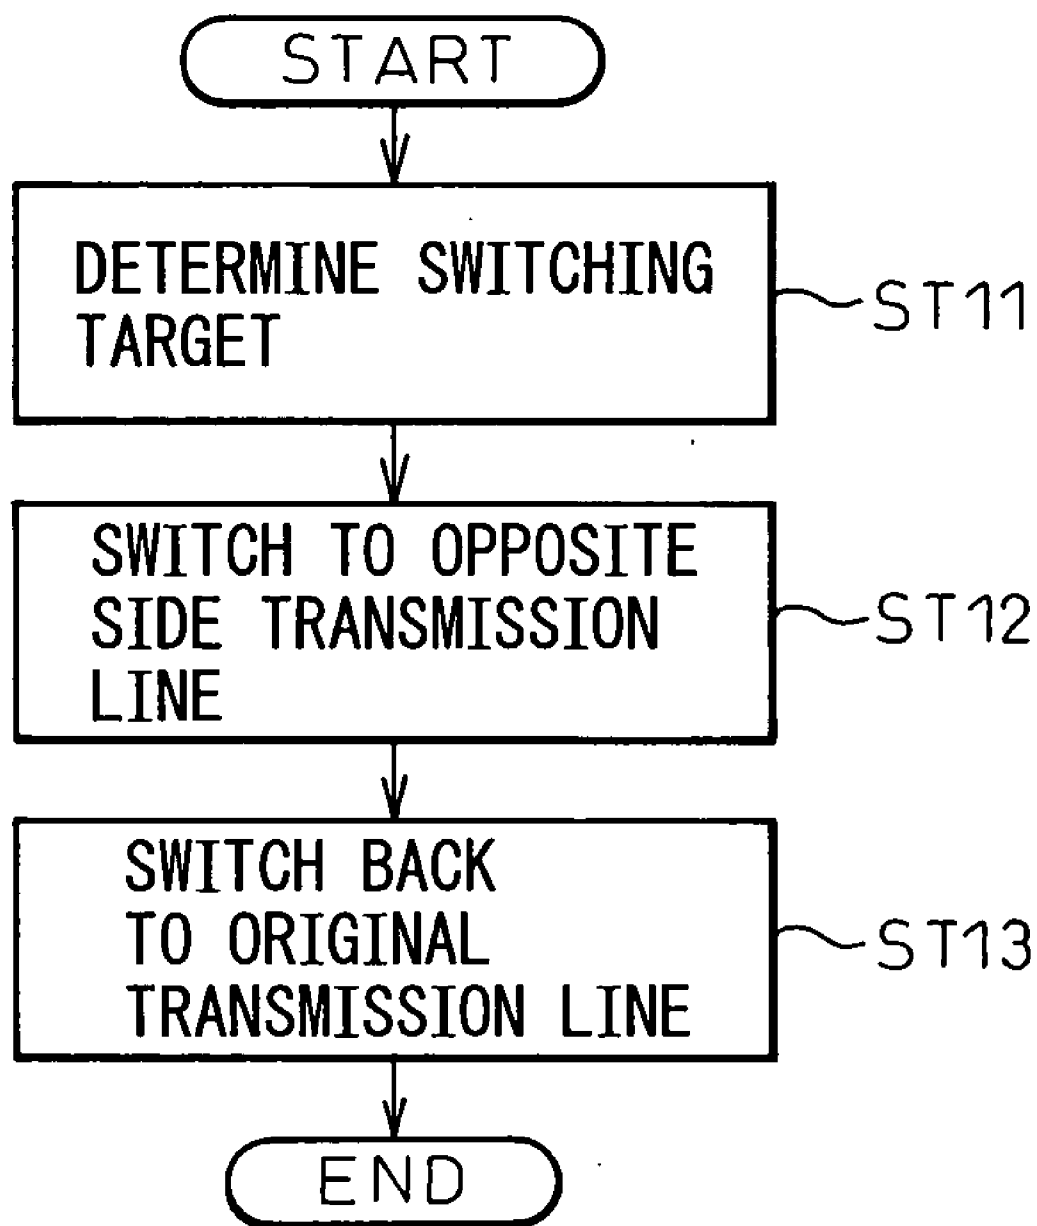 START
DETERMINE SWITCHING
TARGET
ST11
SWITCH TO OPPOSITE
SIDE TRANSMISSION
LINE
ST12
SWITCH BACK
TO ORIGINAL
TRANSMISSION LINE
ST13
END